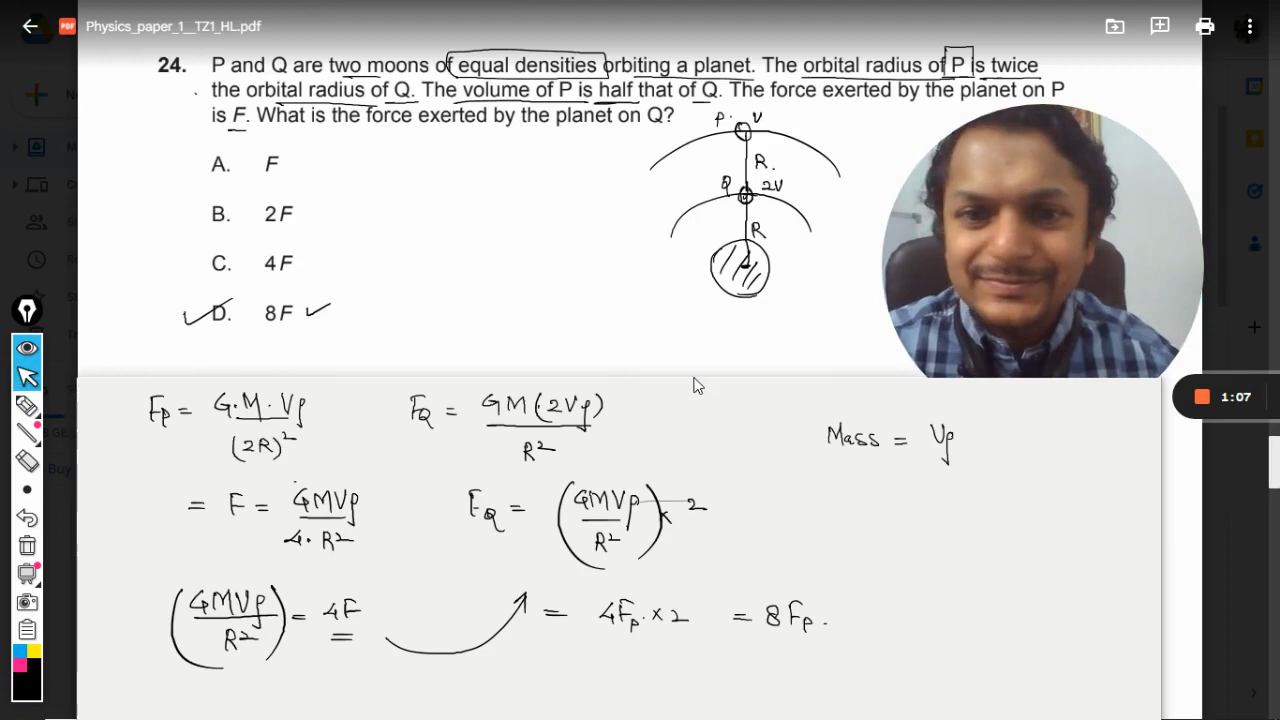 Physics_paper_1__TZ1_HL.pdf
24. P and Q are two moons of equal densities orbiting a planet. The orbital radius of P is twice
the orbital radius of Q. The volume of P is half that of Q. The force exerted by the planet on P
is F. What is the force exerted by the planet on Q?
A. F
B. 2F
C. 4F
D. 8F
P. V
R.
Q 2V
R
1:07
Fp = G.M.Vρ / (2R)²
FQ = GM(.2Vρ) / R²
Mass = Vρ
= F = GMVρ / 4.R²
FQ = (GMVρ / R²) x 2
(GMVρ / R²) = 4F
= 4Fp. x 2 = 8Fp.